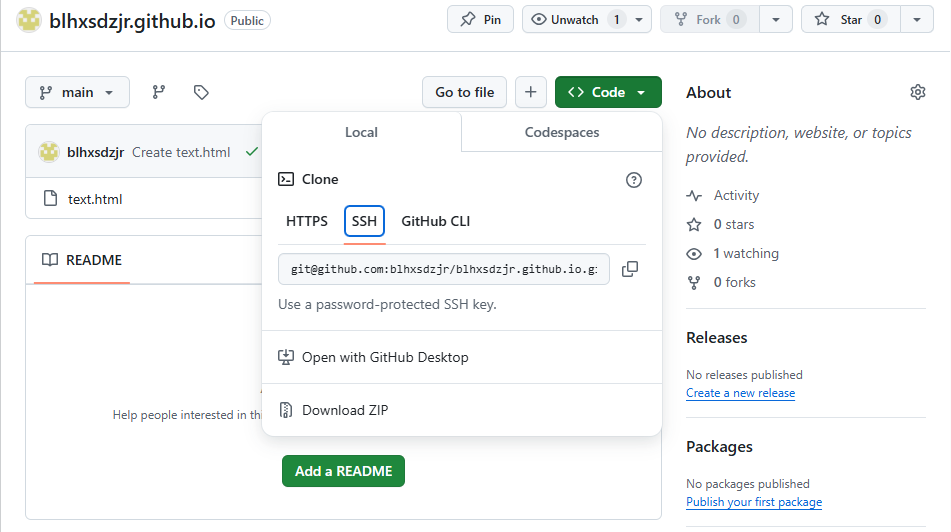 blhxsdzjr.github.io Public Pin Unwatch 1 Fork 0 Star 0
main Go to file Code
Local Codespaces
blhxsdzjr Create text.html
text.html
Clone
HTTPS SSH GitHub CLI
git@github.com:blhxsdzjr/blhxsdzjr.github.io.gi
Use a password-protected SSH key.
Open with GitHub Desktop
Download ZIP
README
Help people interested in thi
Add a README
About
No description, website, or topics
provided.
Activity
0 stars
1 watching
0 forks
Releases
No releases published
Create a new release
Packages
No packages published
Publish your first package